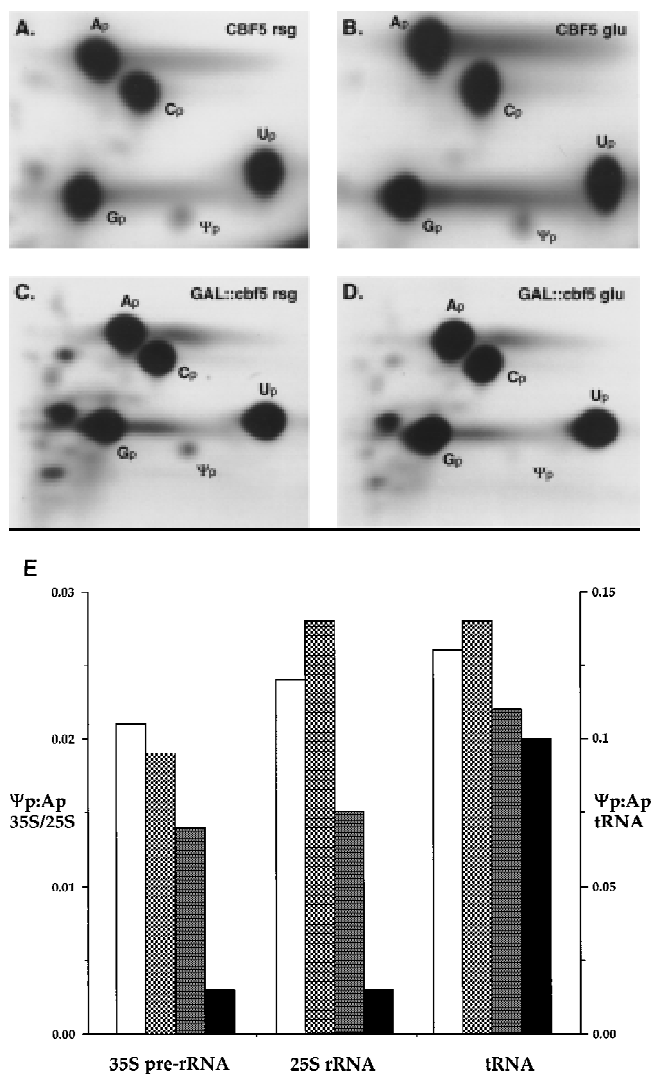 A. CBF5 rsg
Ap
Cp
Up
Gp
Ψp
B. CBF5 glu
Ap
Cp
Up
Gp
Ψp
C. GAL::cbf5 rsg
Ap
Cp
Up
Gp
Ψp
D. GAL::cbf5 glu
Ap
Cp
Up
Gp
Ψp
E
0.03
0.02
0.01
0.00
Ψp:Ap
35S/25S
0.15
0.1
0.05
0.00
Ψp:Ap
tRNA
35S pre-rRNA
25S rRNA
tRNA